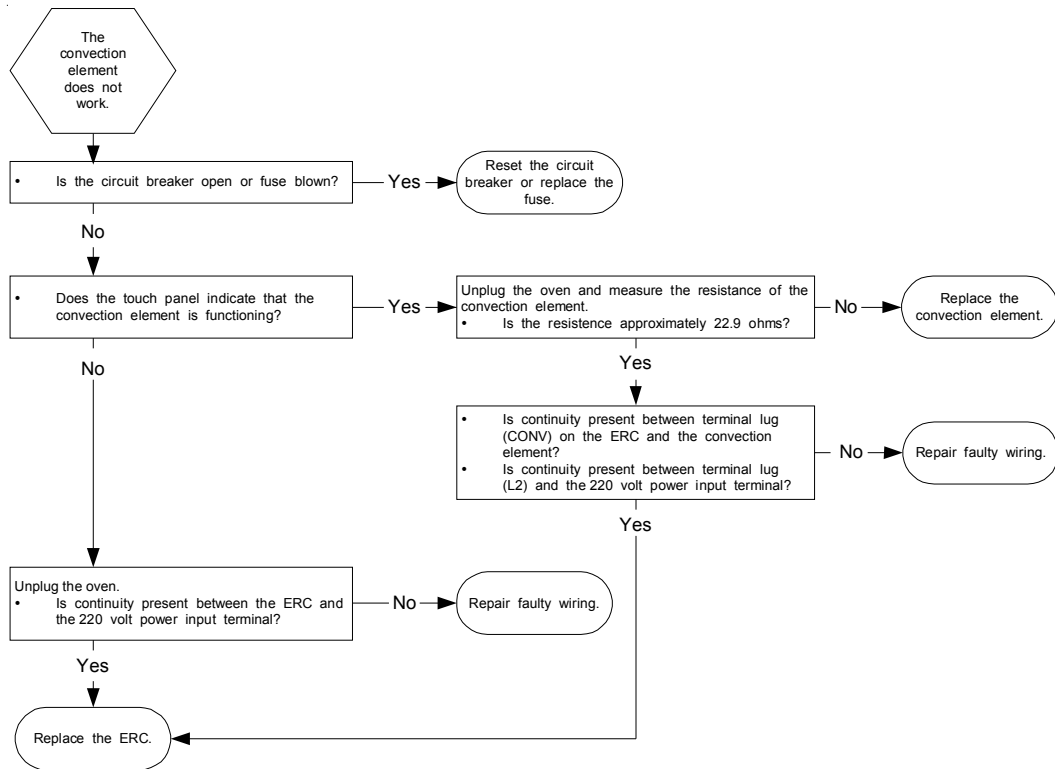 The
convection
element
does not
work.
• Is the circuit breaker open or fuse blown?
Yes
Reset the circuit
breaker or replace the
fuse.
No
• Does the touch panel indicate that the
convection element is functioning?
Yes
Unplug the oven and measure the resistance of the
convection element.
• Is the resistence approximately 22.9 ohms?
No
Replace the
convection element.
No
Yes
• Is continuity present between terminal lug
(CONV) on the ERC and the convection
element?
• Is continuity present between terminal lug
(L2) and the 220 volt power input terminal?
No
Repair faulty wiring.
Yes
Unplug the oven.
• Is continuity present between the ERC and
the 220 volt power input terminal?
No
Repair faulty wiring.
Yes
Replace the ERC.